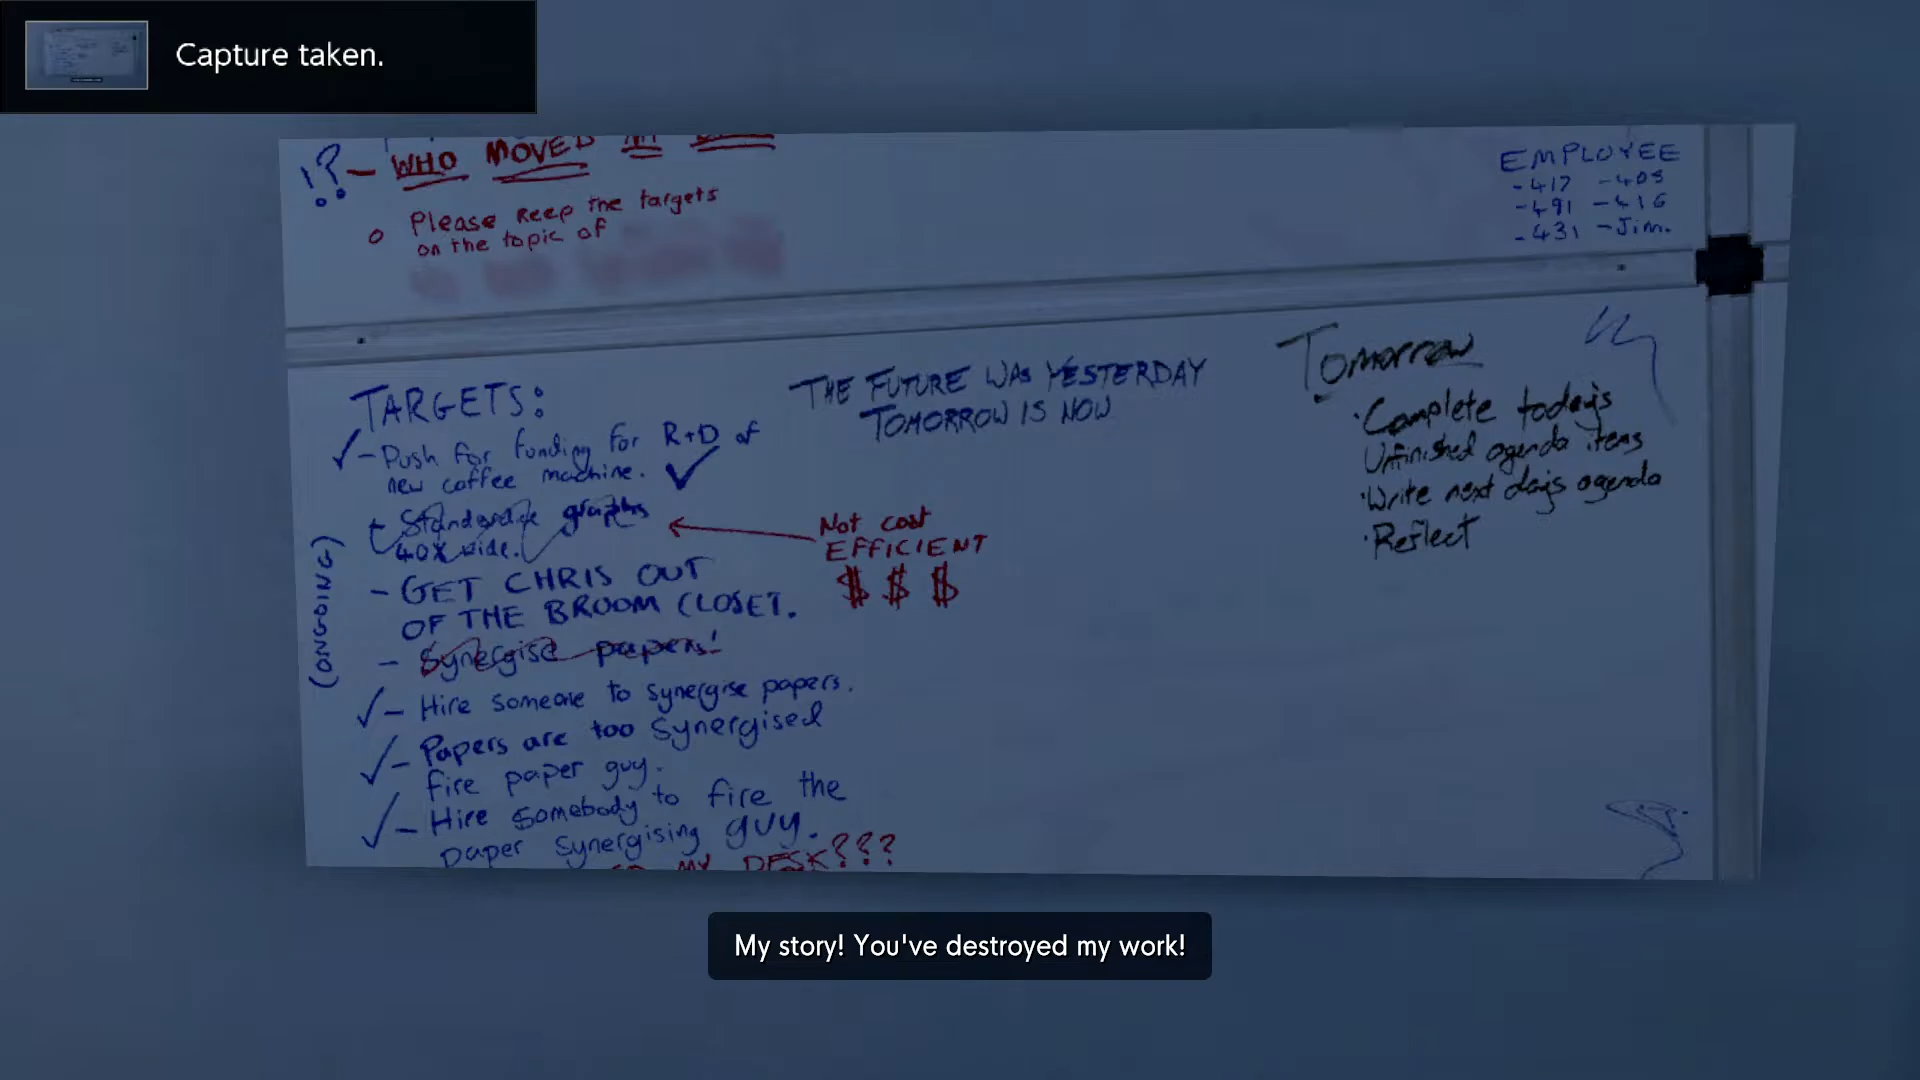 Capture taken.
!?- WHO MOVED
Please keep the targets
on the topic of
EMPLOYEE
-417 -405
-491 -416
-431 -Jim.
TARGETS:
- Push for funding for R+D of
new coffee machine.
- Standardise graphs
40X wide.
(ONGOING)
- GET CHRIS OUT
OF THE BROOM CLOSET.
- Synergise papers!
- Hire someone to synergise papers.
- Papers are too synergised
fire paper guy.
- Hire somebody to fire the
paper synergising guy.
MY DESK???
Not cost
EFFICIENT
$ $ $
THE FUTURE WAS YESTERDAY
TOMORROW IS NOW
Tomorrow
·Complete todays
Unfinished agenda items
·Write next days agenda
·Reflect
My story! You've destroyed my work!